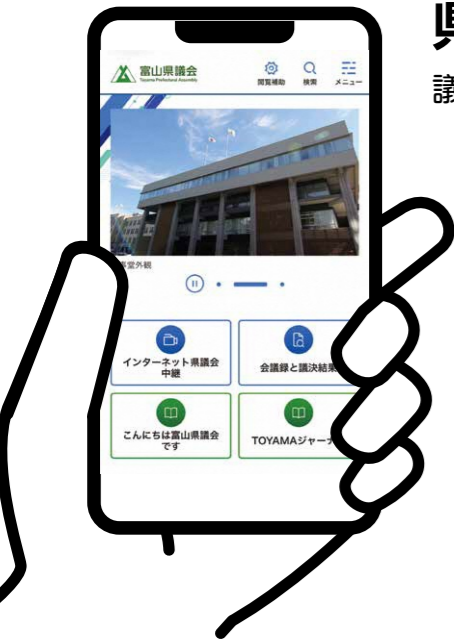 県
議
富山県議会
Toyama Prefectural Assembly
閲覧補助
検索
メニュー
堂外観
インターネット県議会
中継
会議録と議決結果
こんにちは富山県議会
です
TOYAMAジャーナ